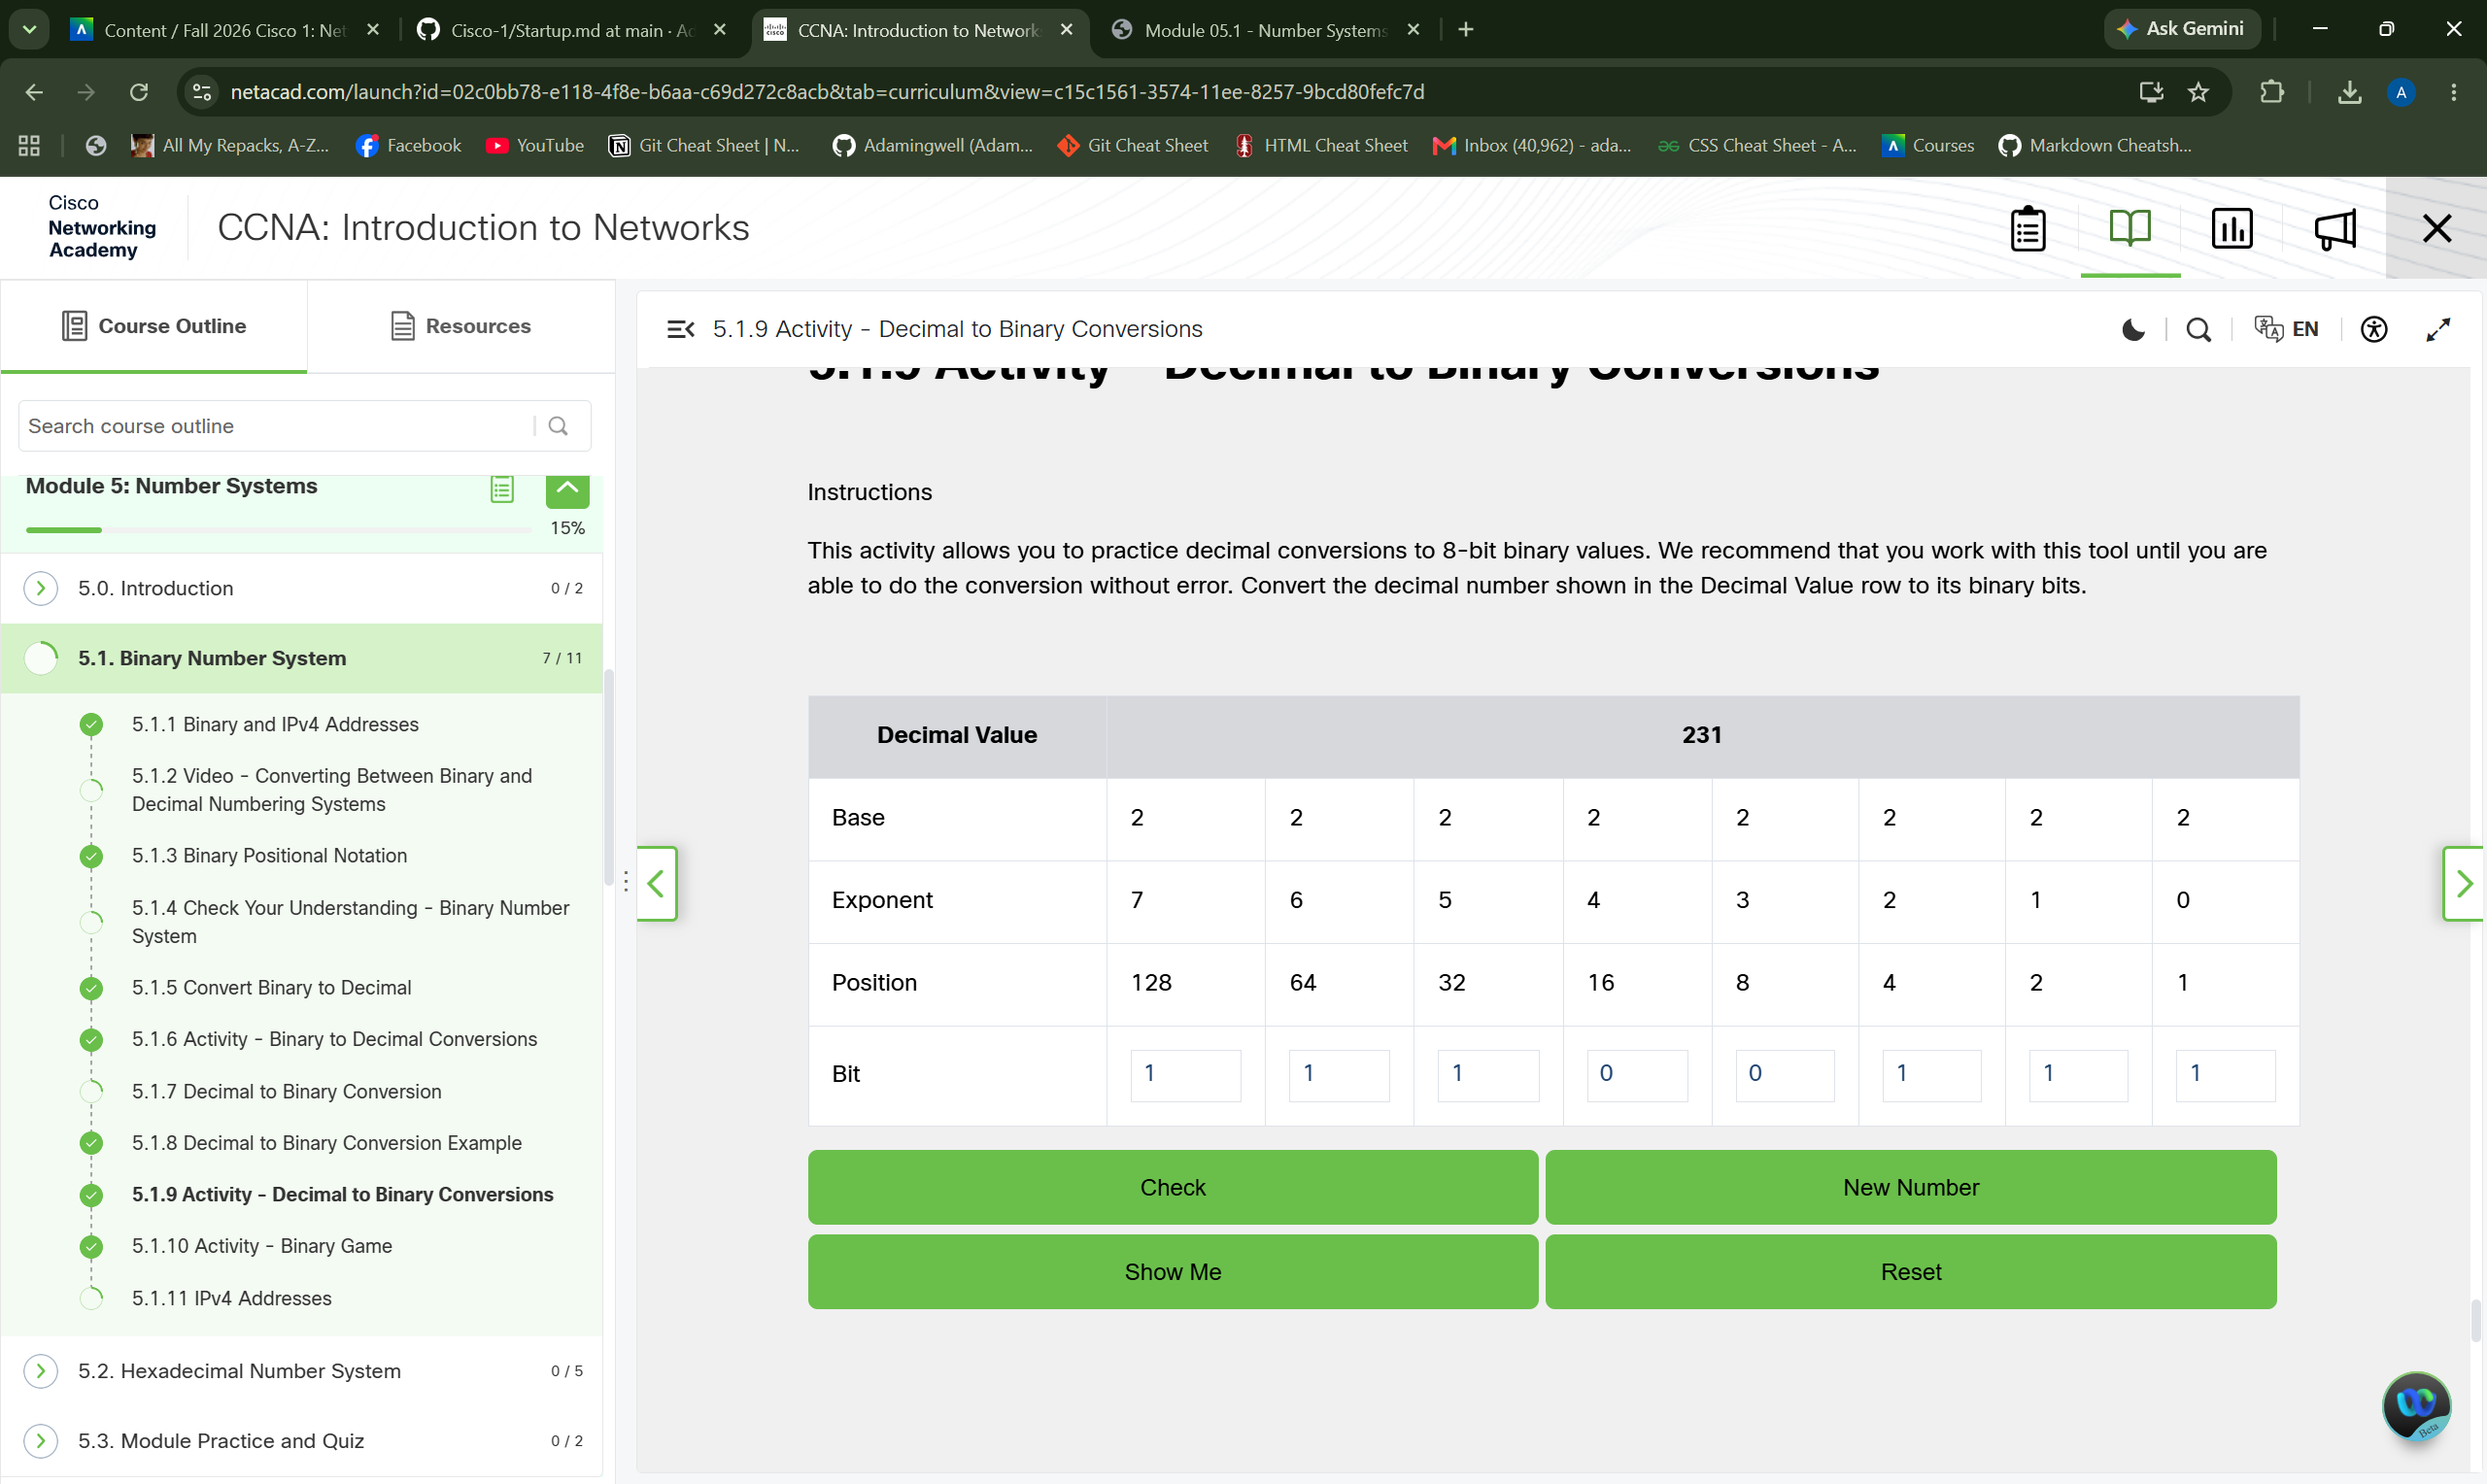 Content / Fall 2026 Cisco 1: Net
Cisco-1/Startup.md at main · Ad
CCNA: Introduction to Network
Module 05.1 - Number Systems
Ask Gemini
netacad.com/launch?id=02c0bb78-e118-4f8e-b6aa-c69d272c8acb&tab=curriculum&view=c15c1561-3574-11ee-8257-9bcd80fefc7d
A
All My Repacks, A-Z...
Facebook
YouTube
Git Cheat Sheet | N...
Adamingwell (Adam...
Git Cheat Sheet
HTML Cheat Sheet
Inbox (40,962) - ada...
CSS Cheat Sheet - A...
Courses
Markdown Cheatsh...
Cisco
Networking
Academy
CCNA: Introduction to Networks
Course Outline
Resources
Search course outline
Module 5: Number Systems
15%
5.0. Introduction 0 / 2
5.1. Binary Number System 7 / 11
5.1.1 Binary and IPv4 Addresses
5.1.2 Video - Converting Between Binary and
Decimal Numbering Systems
5.1.3 Binary Positional Notation
5.1.4 Check Your Understanding - Binary Number
System
5.1.5 Convert Binary to Decimal
5.1.6 Activity - Binary to Decimal Conversions
5.1.7 Decimal to Binary Conversion
5.1.8 Decimal to Binary Conversion Example
5.1.9 Activity - Decimal to Binary Conversions
5.1.10 Activity - Binary Game
5.1.11 IPv4 Addresses
5.2. Hexadecimal Number System 0 / 5
5.3. Module Practice and Quiz 0 / 2
5.1.9 Activity - Decimal to Binary Conversions
EN
5.1.9 Activity - Decimal to Binary Conversions
Instructions
This activity allows you to practice decimal conversions to 8-bit binary values. We recommend that you work with this tool until you are
able to do the conversion without error. Convert the decimal number shown in the Decimal Value row to its binary bits.
Decimal Value 231
Base 2 2 2 2 2 2 2 2
Exponent 7 6 5 4 3 2 1 0
Position 128 64 32 16 8 4 2 1
Bit 1 1 1 0 0 1 1 1
Check
New Number
Show Me
Reset
Beta